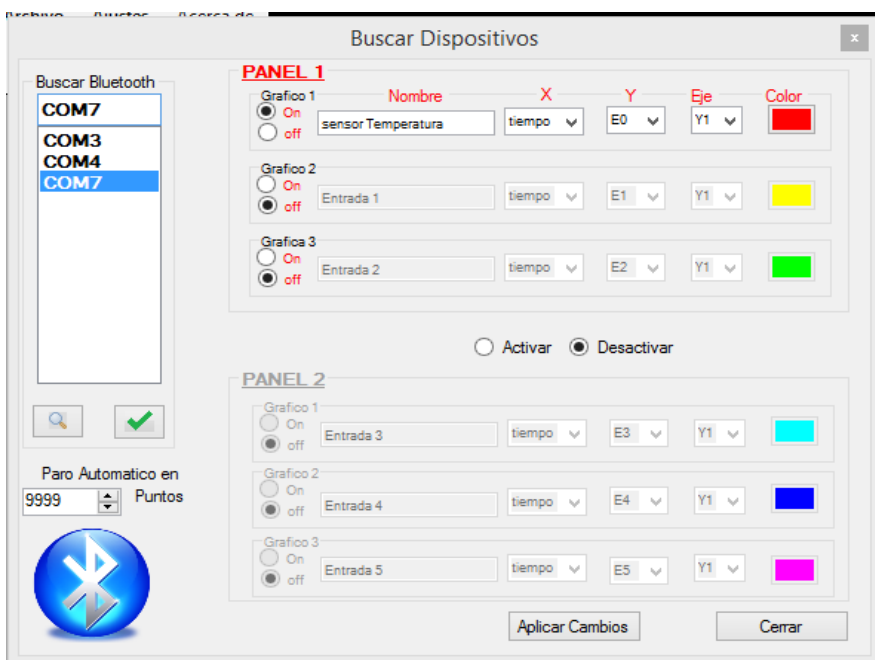 Archivo Ajustes Acerca de
Buscar Dispositivos
x
Buscar Bluetooth
COM7
COM3
COM4
COM7
Paro Automatico en
9999 Puntos
PANEL 1
Grafico 1 Nombre X Y Eje Color
On
off sensor Temperatura tiempo E0 Y1
Grafico 2
On
off Entrada 1 tiempo E1 Y1
Grafica 3
On
off Entrada 2 tiempo E2 Y1
Activar Desactivar
PANEL 2
Grafico 1
On
off Entrada 3 tiempo E3 Y1
Grafico 2
On
off Entrada 4 tiempo E4 Y1
Grafico 3
On
off Entrada 5 tiempo E5 Y1
Aplicar Cambios Cerrar